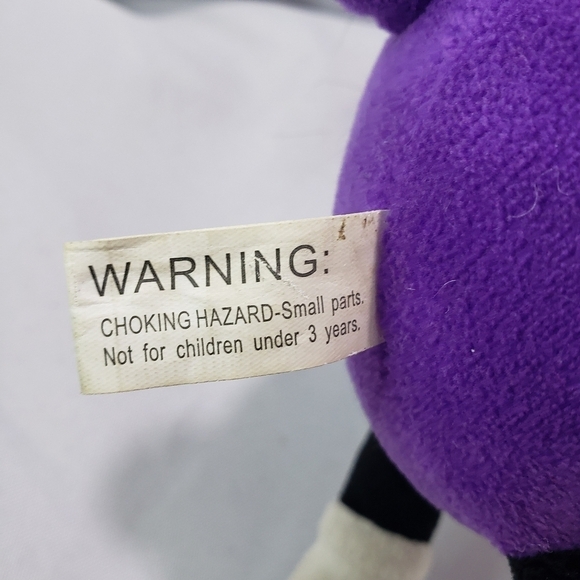 WARNING:
CHOKING HAZARD-Small parts.
Not for children under 3 years.